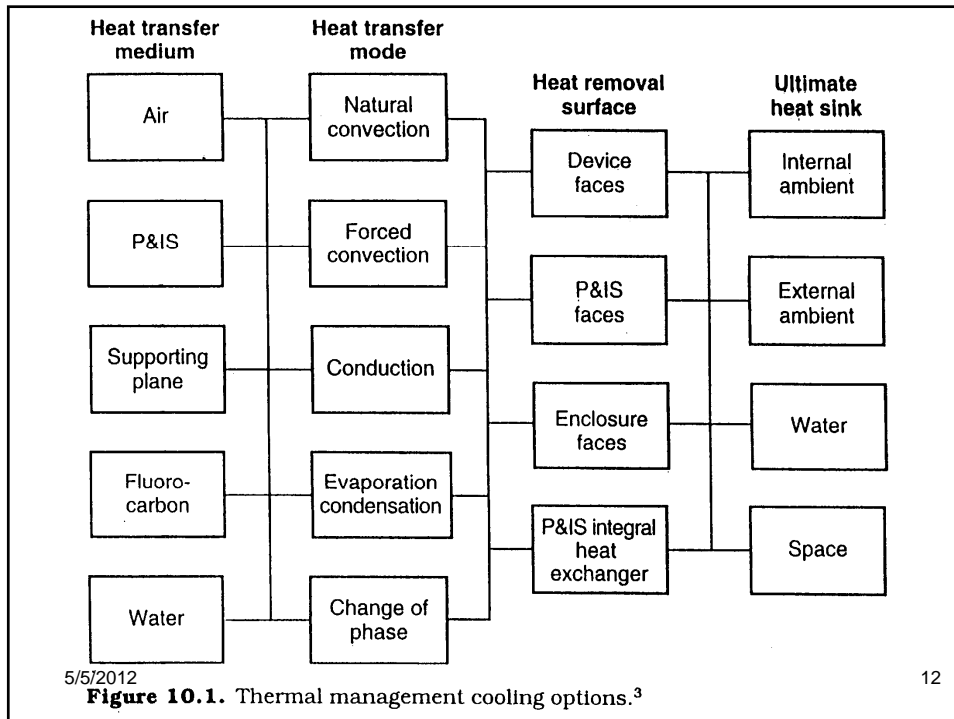 Heat transfer
medium
Air
P&IS
Supporting
plane
Fluoro-
carbon
Water
Heat transfer
mode
Natural
convection
Forced
convection
Conduction
Evaporation
condensation
Change of
phase
Heat removal
surface
Device
faces
P&IS
faces
Enclosure
faces
P&IS integral
heat
exchanger
Ultimate
heat sink
Internal
ambient
External
ambient
Water
Space
5/5/2012
12
Figure 10.1. Thermal management cooling options.³